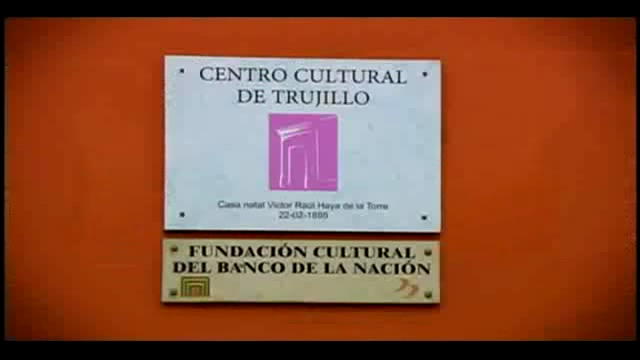 CENTRO CULTURAL
DE TRUJILLO
Casa natal Víctor Raúl Haya de la Torre
22-02-1895
FUNDACIÓN CULTURAL
DEL BANCO DE LA NACIÓN